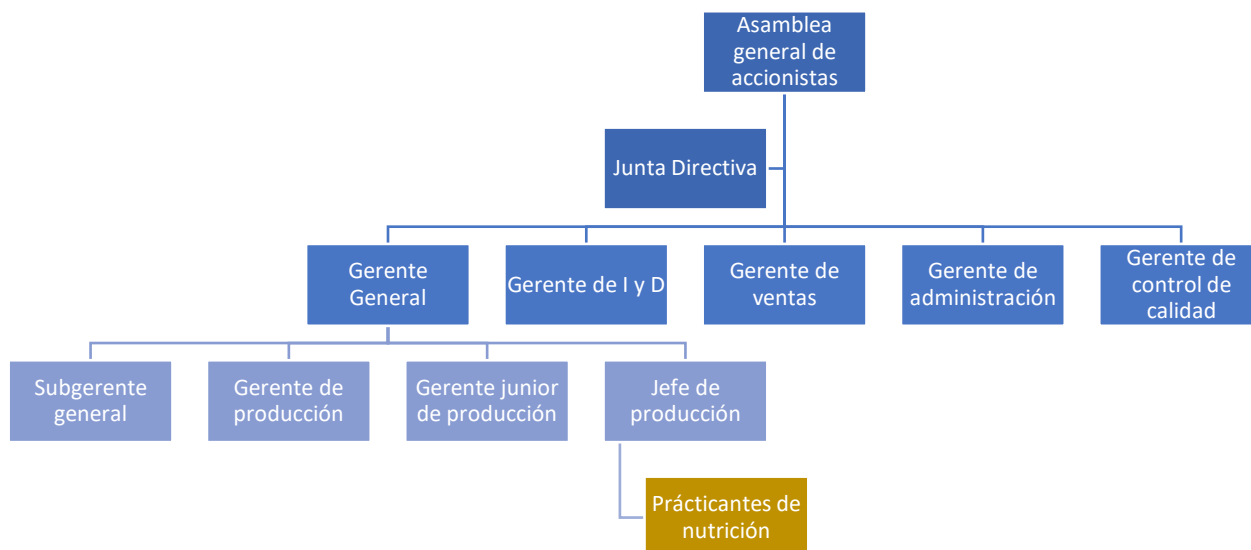 Asamblea
general de
accionistas
Junta Directiva
Gerente
General
Gerente de I y D
Gerente de
ventas
Gerente de
administración
Gerente de
control de
calidad
Subgerente
general
Gerente de
producción
Gerente junior
de producción
Jefe de
producción
Prácticantes de
nutrición